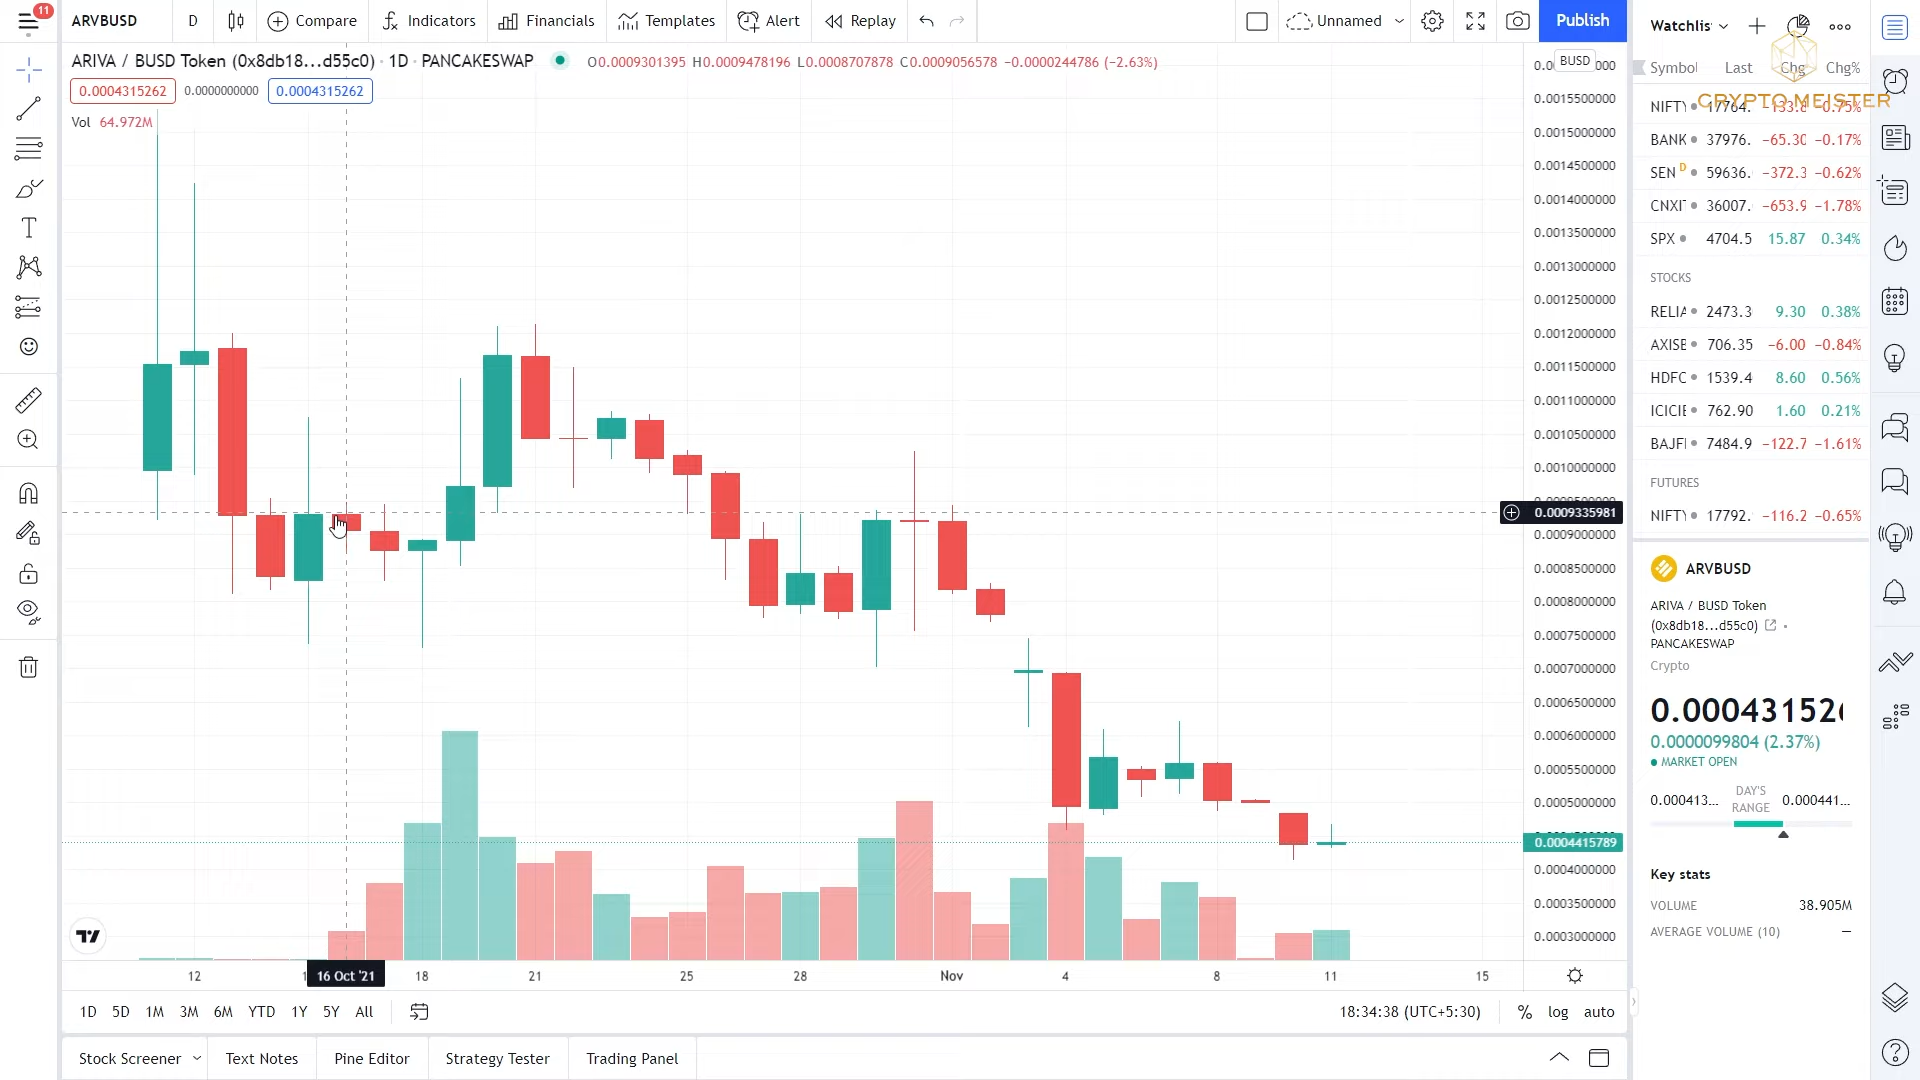 11
ARVBUSD D Compare Indicators Financials Templates Alert Replay Unnamed Publish
ARIVA / BUSD Token (0x8db18...d55c0) · 1D · PANCAKESWAP O0.0009301395 H0.0009478196 L0.0008707878 C0.0009056578 −0.0000244786 (−2.63%)
0.0004315262 0.0000000000 0.0004315262
Vol 64.972M
BUSD
0.0015500000
0.0015000000
0.0014500000
0.0014000000
0.0013500000
0.0013000000
0.0012500000
0.0012000000
0.0011500000
0.0011000000
0.0010500000
0.0010000000
0.0009335981
0.0009000000
0.0008500000
0.0008000000
0.0007500000
0.0007000000
0.0006500000
0.0006000000
0.0005500000
0.0005000000
0.0004415789
0.0004000000
0.0003500000
0.0003000000
12 16 Oct '21 18 21 25 28 Nov 4 8 11 15
1D 5D 1M 3M 6M YTD 1Y 5Y All 18:34:38 (UTC+5:30) % log auto
Stock Screener Text Notes Pine Editor Strategy Tester Trading Panel
Watchlis
Symbol Last Chg Chg%
CRYPTO MEISTER
NIFTY 17764. −133.8 −0.75%
BANK 37976. −65.30 −0.17%
SEN D 59636. −372.3 −0.62%
CNXIT 36007. −653.9 −1.78%
SPX 4704.5 15.87 0.34%
STOCKS
RELIA 2473.3 9.30 0.38%
AXISE 706.35 −6.00 −0.84%
HDFC 1539.4 8.60 0.56%
ICICIE 762.90 1.60 0.21%
BAJFI 7484.9 −122.7 −1.61%
FUTURES
NIFTY 17792. −116.2 −0.65%
ARVBUSD
ARIVA / BUSD Token
(0x8db18...d55c0) ·
PANCAKESWAP
Crypto
0.000431526
0.0000099804 (2.37%)
MARKET OPEN
0.000413... DAY'S RANGE 0.000441...
Key stats
VOLUME 38.905M
AVERAGE VOLUME (10) —